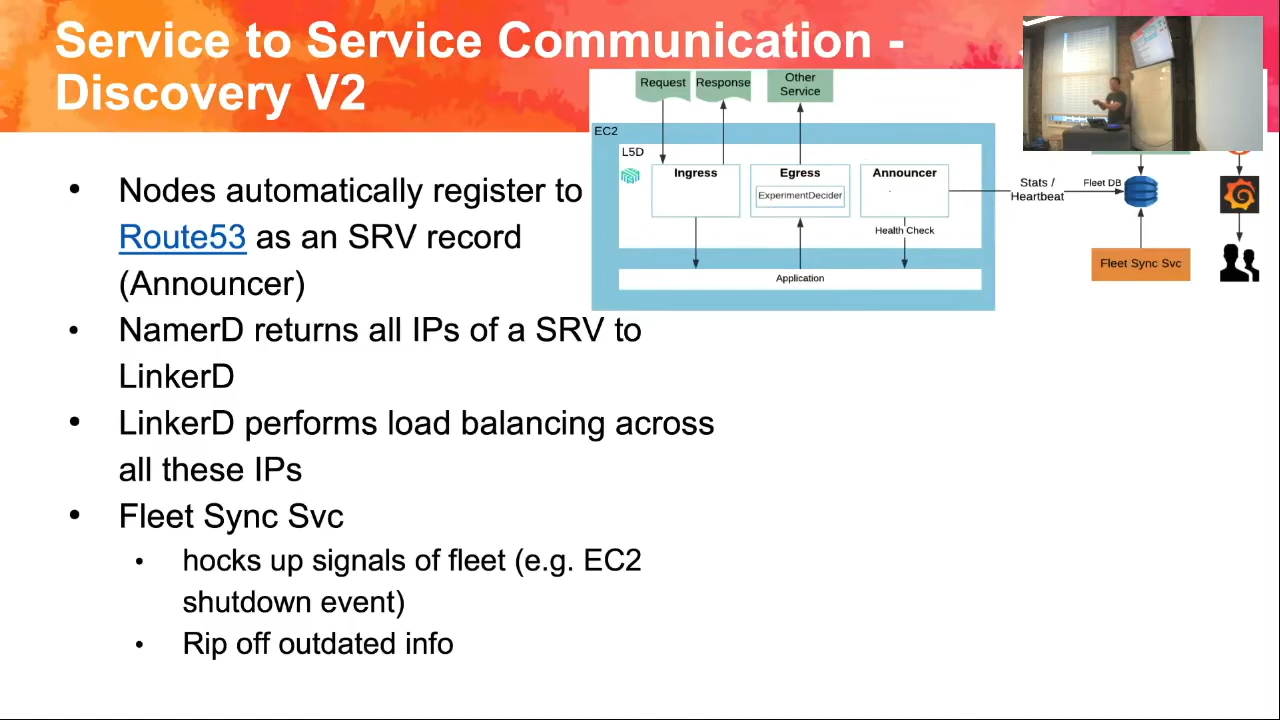 Service to Service Communication -
Discovery V2
Request
Response
Other
Service
EC2
L5D
Ingress
Egress
Announcer
ExperimentDecider
Health Check
Application
Stats /
Heartbeat
Fleet DB
Fleet Sync Svc
• Nodes automatically register to
Route53 as an SRV record
(Announcer)
• NamerD returns all IPs of a SRV to
LinkerD
• LinkerD performs load balancing across
all these IPs
• Fleet Sync Svc
• hocks up signals of fleet (e.g. EC2
shutdown event)
• Rip off outdated info